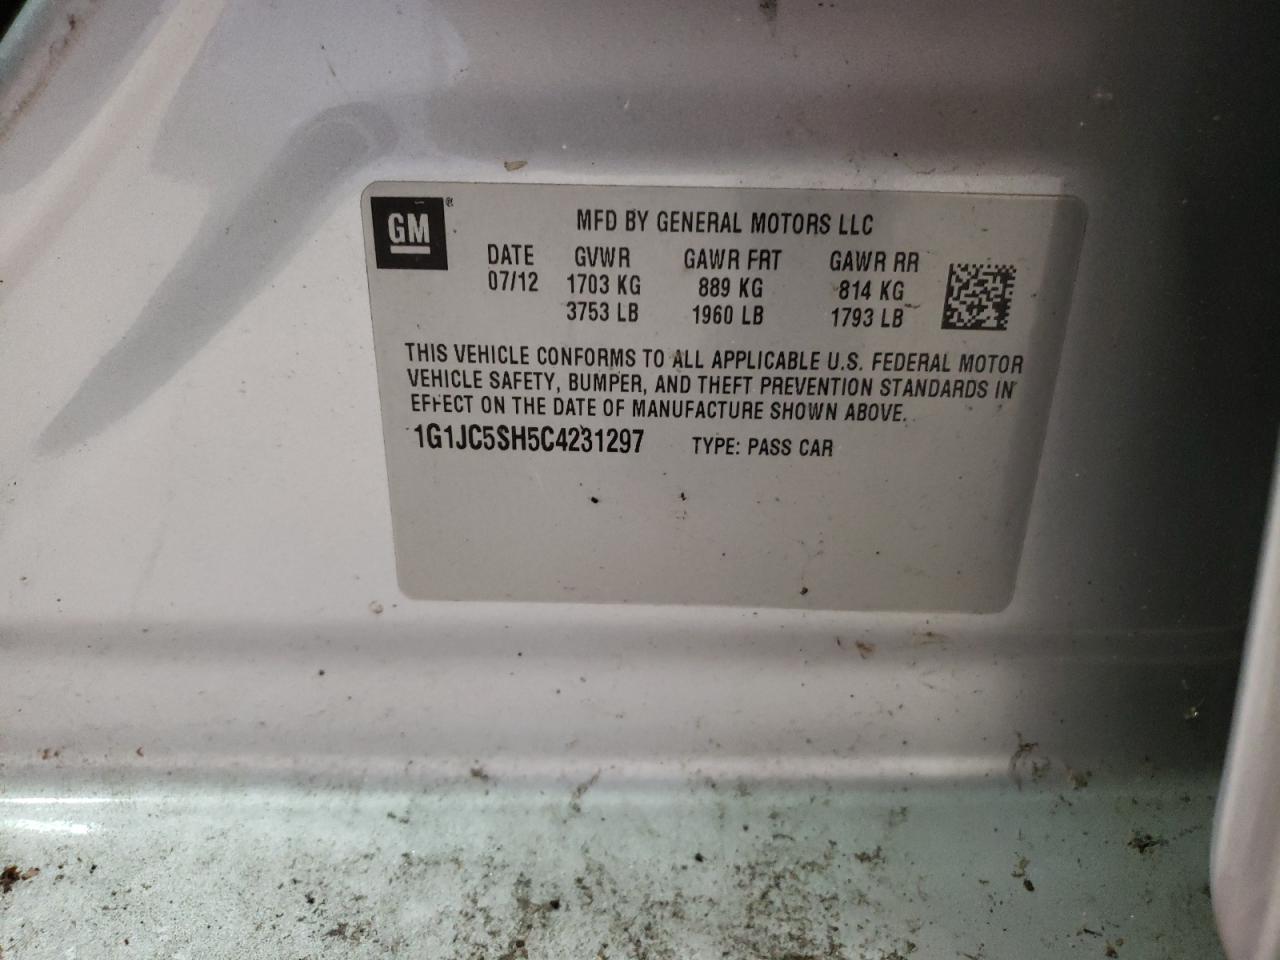 GM®
MFD BY GENERAL MOTORS LLC
DATE GVWR GAWR FRT GAWR RR
07/12 1703 KG 889 KG 814 KG
3753 LB 1960 LB 1793 LB
THIS VEHICLE CONFORMS TO ALL APPLICABLE U.S. FEDERAL MOTOR
VEHICLE SAFETY, BUMPER, AND THEFT PREVENTION STANDARDS IN
EFFECT ON THE DATE OF MANUFACTURE SHOWN ABOVE.
1G1JC5SH5C4231297 TYPE: PASS CAR